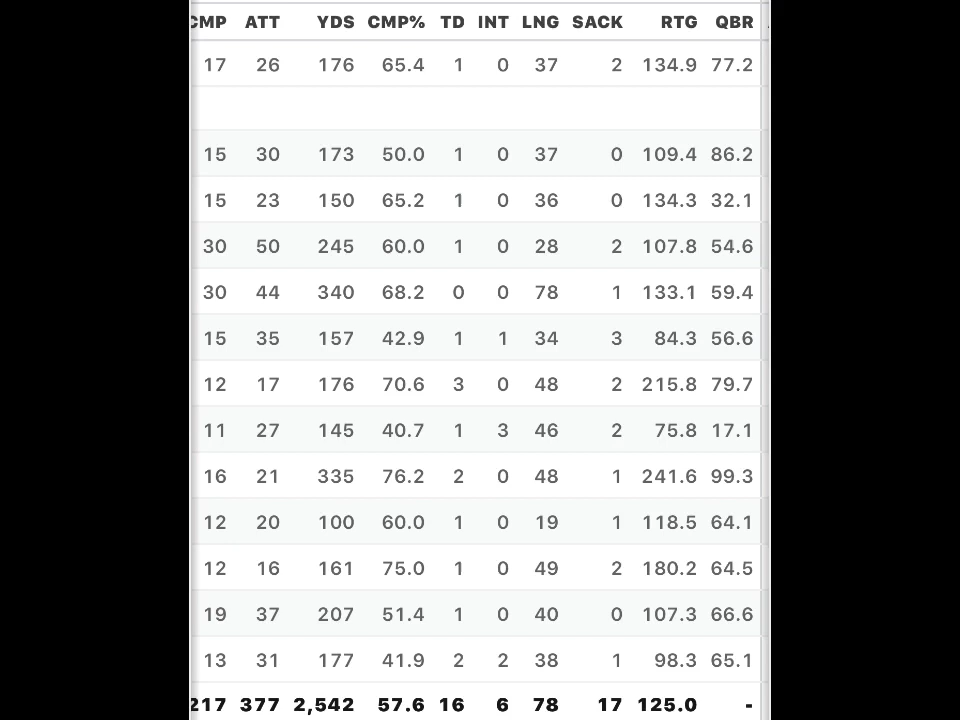 CMP ATT YDS CMP% TD INT LNG SACK RTG QBR
17 26 176 65.4 1 0 37 2 134.9 77.2
15 30 173 50.0 1 0 37 0 109.4 86.2
15 23 150 65.2 1 0 36 0 134.3 32.1
30 50 245 60.0 1 0 28 2 107.8 54.6
30 44 340 68.2 0 0 78 1 133.1 59.4
15 35 157 42.9 1 1 34 3 84.3 56.6
12 17 176 70.6 3 0 48 2 215.8 79.7
11 27 145 40.7 1 3 46 2 75.8 17.1
16 21 335 76.2 2 0 48 1 241.6 99.3
12 20 100 60.0 1 0 19 1 118.5 64.1
12 16 161 75.0 1 0 49 2 180.2 64.5
19 37 207 51.4 1 0 40 0 107.3 66.6
13 31 177 41.9 2 2 38 1 98.3 65.1
217 377 2,542 57.6 16 6 78 17 125.0 -